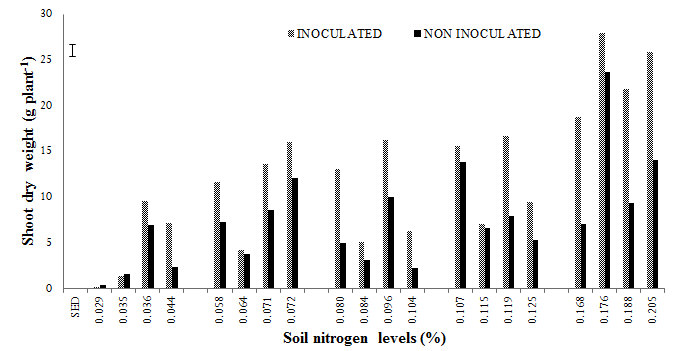 30
INOCULATED NON INOCULATED
25
20
15
10
5
0
Shoot dry weight (g plant-1)
SED 0.029 0.035 0.036 0.044 0.058 0.064 0.071 0.072 0.080 0.084 0.096 0.104 0.107 0.115 0.119 0.125 0.168 0.176 0.188 0.205
Soil nitrogen levels (%)